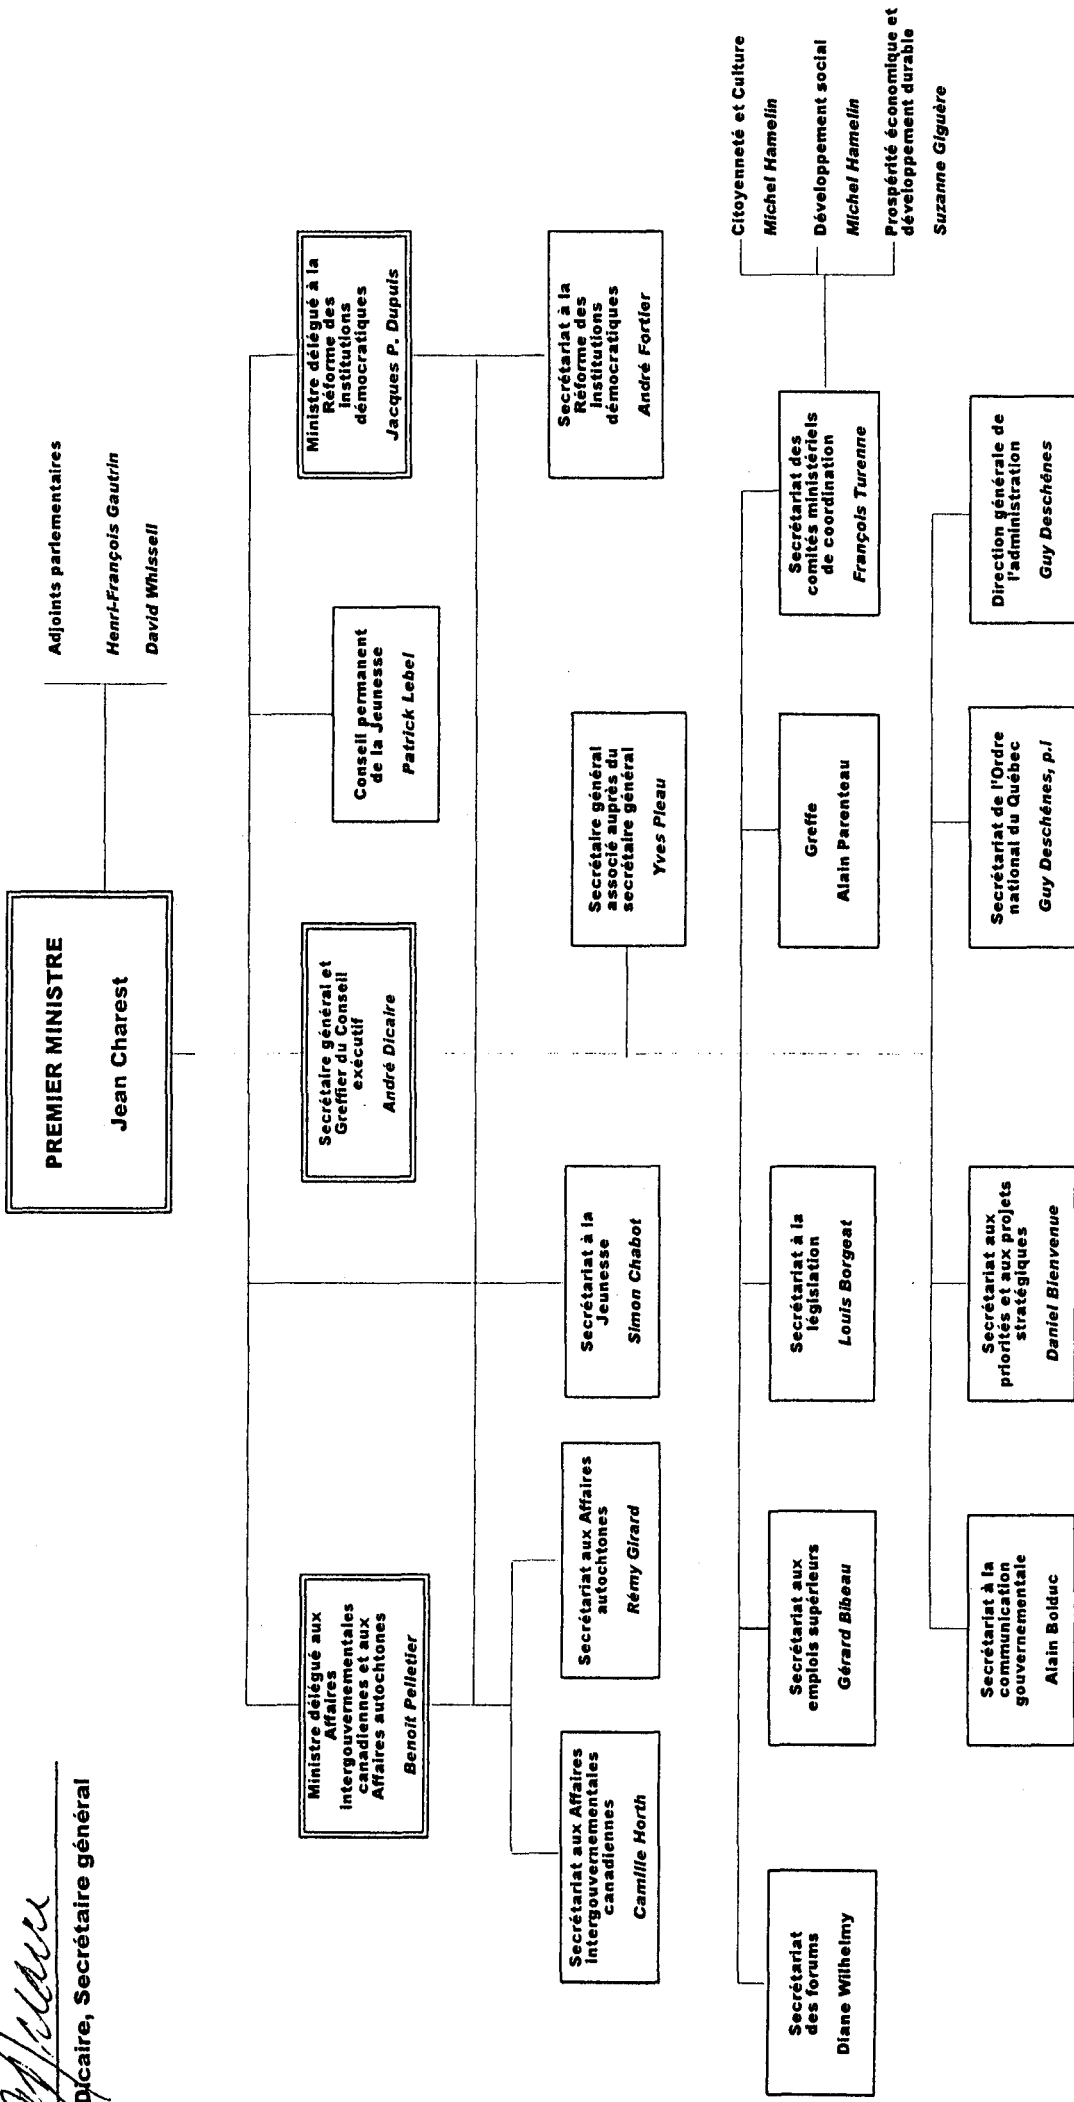 Dicaire, Secrétaire général
PREMIER MINISTRE
Jean Charest
Adjoints parlementaires
Henri-François Gautrin
David Whissell
Ministre délégué aux
Affaires
intergouvernementales
canadiennes et aux
Affaires autochtones
Benoît Pelletier
Secrétaire général et
Greffier du Conseil
exécutif
André Dicaire
Conseil permanent
de la Jeunesse
Patrick Lebel
Ministre délégué à la
Réforme des
institutions
démocratiques
Jacques P. Dupuis
Secrétariat aux Affaires
intergouvernementales
canadiennes
Camille Horth
Secrétariat aux Affaires
autochtones
Rémy Girard
Secrétariat à la
Jeunesse
Simon Chabot
Secrétaire général
associé auprès du
secrétaire général
Yves Pleau
Secrétariat à la
Réforme des
institutions
démocratiques
André Fortier
Secrétariat
des forums
Diane Wilhelmy
Secrétariat aux
emplois supérieurs
Gérard Bibeau
Secrétariat à la
législation
Louis Borgeat
Greffe
Alain Parenteau
Secrétariat des
comités ministériels
de coordination
François Turenne
Citoyenneté et Culture
Michel Hamelin
Développement social
Michel Hamelin
Prospérité économique et
développement durable
Suzanne Giguère
Secrétariat à la
communication
gouvernementale
Alain Bolduc
Secrétariat aux
priorités et aux projets
stratégiques
Daniel Bienvenue
Secrétariat de l'Ordre
national du Québec
Guy Deschênes, p.i
Direction générale de
l'administration
Guy Deschênes